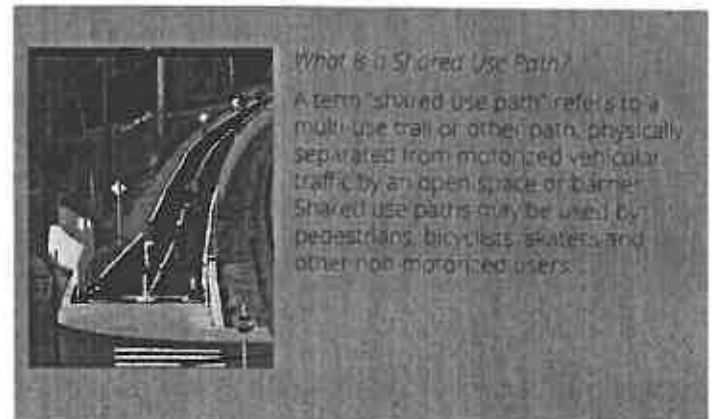 What is a Shared Use Path?
A term "shared use path" refers to a
multi-use trail or other path, physically
separated from motorized vehicular
traffic by an open space or barrier.
Shared use paths may be used by
pedestrians, bicyclists, skaters, and
other non-motorized users.